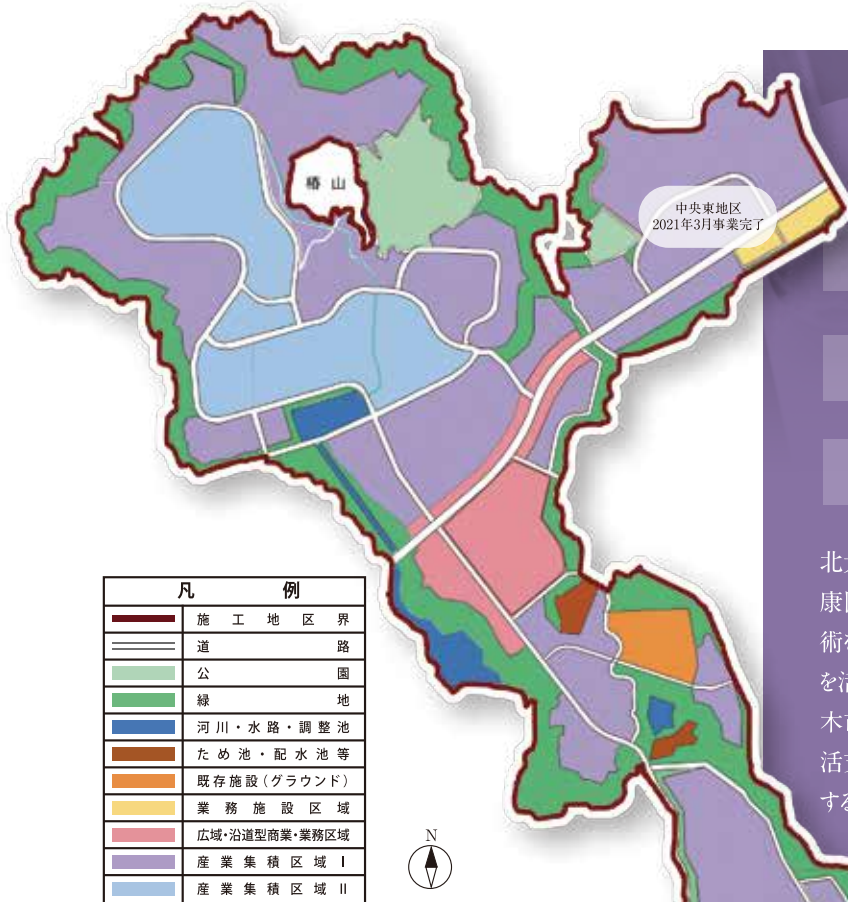 椿山
中央東地区
2021年3月事業完了
凡例
施工地区界
道路
公園
緑地
河川・水路・調整池
ため池・配水池等
既存施設(グラウンド)
業務施設区域
広域・沿道型商業・業務区域
産業集積区域Ⅰ
産業集積区域Ⅱ
N
北
康
術
を活
木市
活支
する